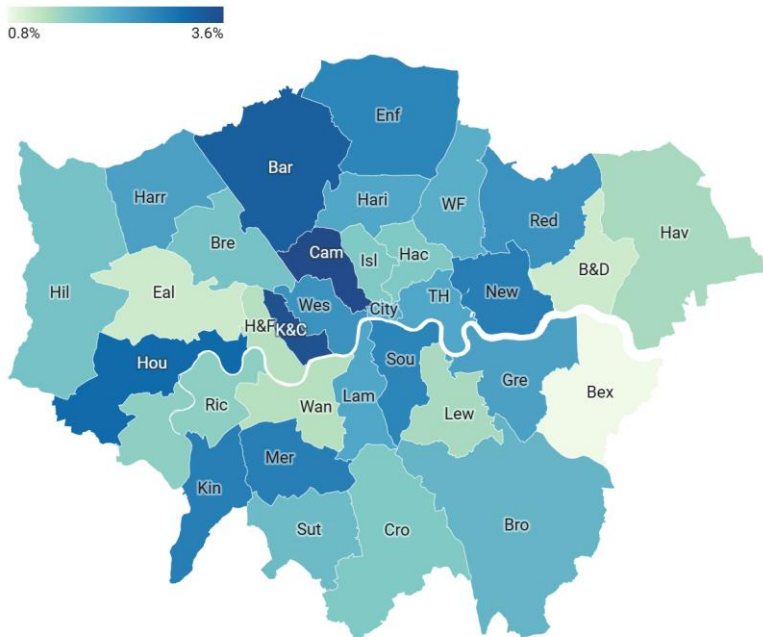 0.8% 3.6%
Enf
Bar
Harr
Hari
WF
Red
Hav
Bre
Cam
Isl
Hac
B&D
Hil
Eal
Wes
City
TH
New
H&F
K&C
Hou
Sou
Gre
Bex
Ric
Wan
Lam
Lew
Mer
Kin
Sut
Cro
Bro